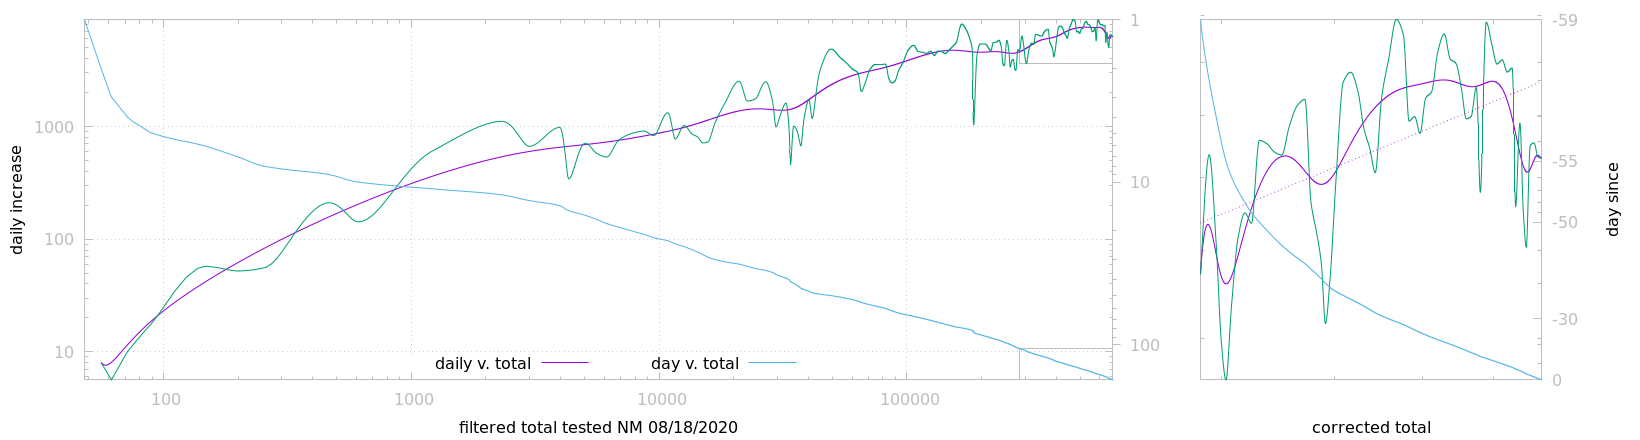 1
-59
1000
daily increase
10
-55
day since
100
-50
-30
10
daily v. total
day v. total
100
0
100
1000
10000
100000
filtered total tested NM 08/18/2020
corrected total